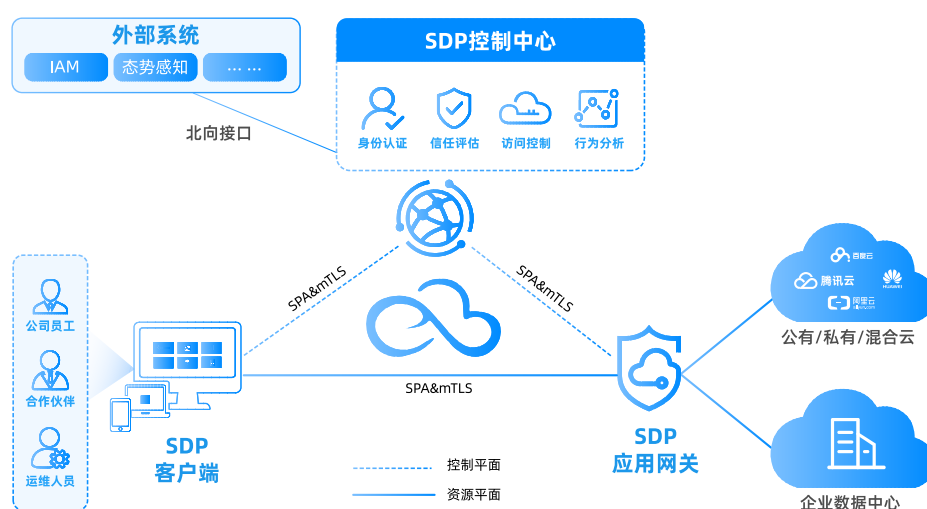 外部系统
IAM
态势感知
... ...
北向接口
SDP控制中心
身份认证
信任评估
访问控制
行为分析
SPA&mTLS
SPA&mTLS
SPA&mTLS
公司员工
合作伙伴
运维人员
SDP
客户端
SDP
应用网关
百度云
腾讯云
HUAWEI
阿里云
公有/私有/混合云
企业数据中心
控制平面
资源平面